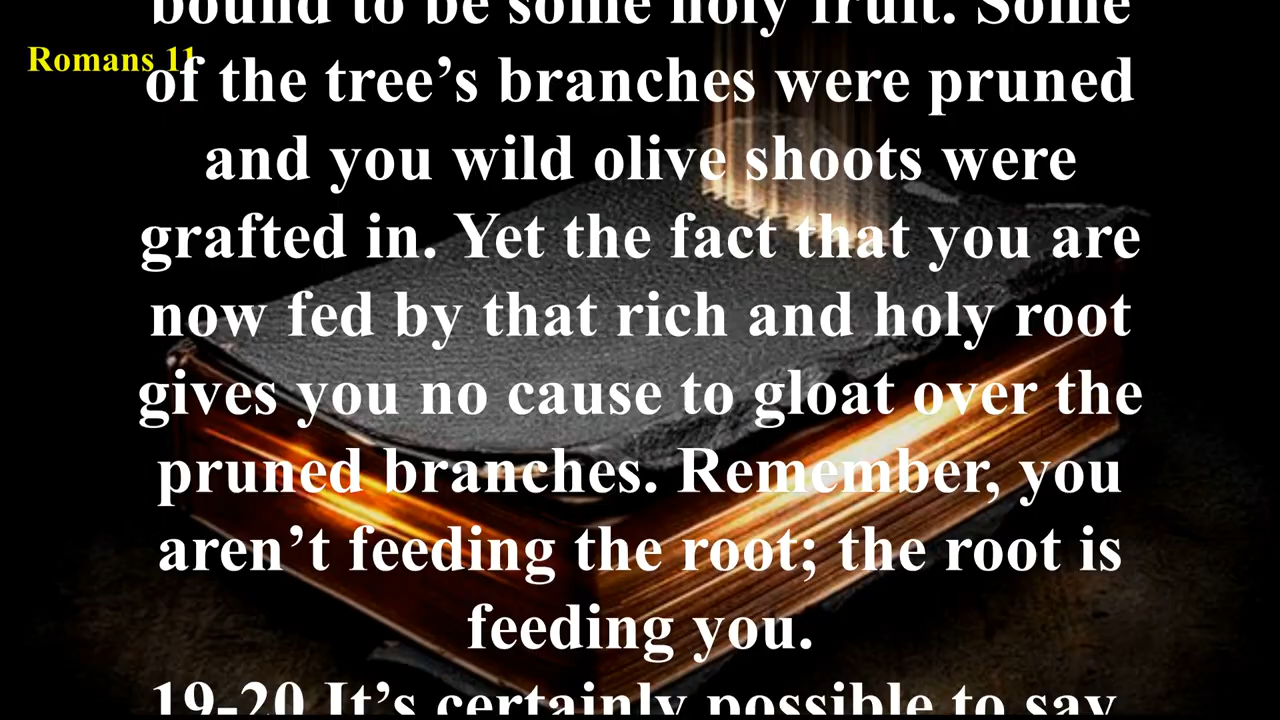 bound to be some holy fruit. Some
Romans 11
of the tree’s branches were pruned
and you wild olive shoots were
grafted in. Yet the fact that you are
now fed by that rich and holy root
gives you no cause to gloat over the
pruned branches. Remember, you
aren’t feeding the root; the root is
feeding you.
19-20 It’s certainly possible to say,